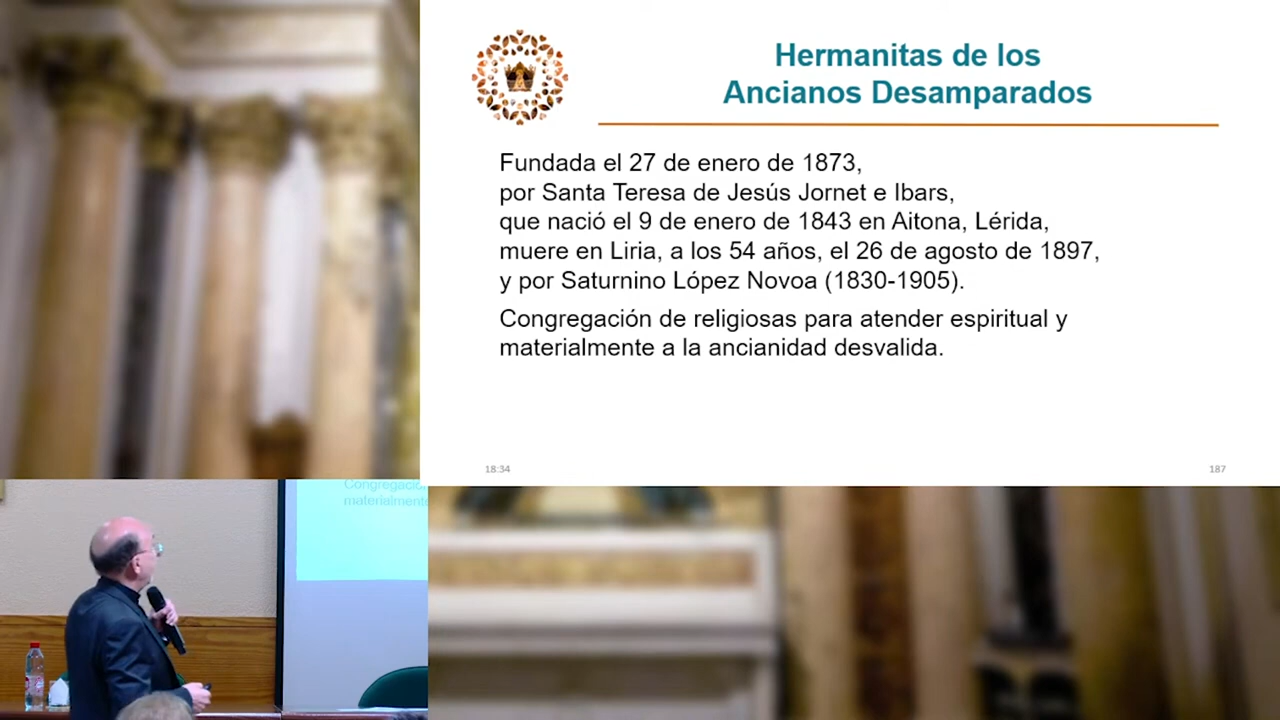 Hermanitas de los
Ancianos Desamparados
Fundada el 27 de enero de 1873,
por Santa Teresa de Jesús Jornet e Ibars,
que nació el 9 de enero de 1843 en Aitona, Lérida,
muere en Liria, a los 54 años, el 26 de agosto de 1897,
y por Saturnino López Novoa (1830-1905).
Congregación de religiosas para atender espiritual y
materialmente a la ancianidad desvalida.
18:34
187
materialmente